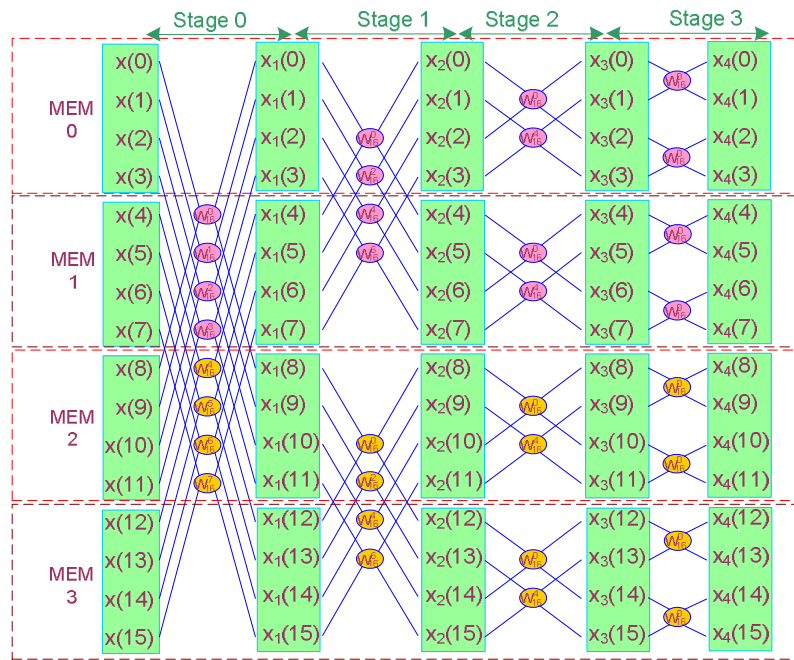 Stage 0
Stage 1
Stage 2
Stage 3
MEM
0
MEM
1
MEM
2
MEM
3
x(0)
x(1)
x(2)
x(3)
x(4)
x(5)
x(6)
x(7)
x(8)
x(9)
x(10)
x(11)
x(12)
x(13)
x(14)
x(15)
x₁(0)
x₁(1)
x₁(2)
x₁(3)
x₁(4)
x₁(5)
x₁(6)
x₁(7)
x₁(8)
x₁(9)
x₁(10)
x₁(11)
x₁(12)
x₁(13)
x₁(14)
x₁(15)
x₂(0)
x₂(1)
x₂(2)
x₂(3)
x₂(4)
x₂(5)
x₂(6)
x₂(7)
x₂(8)
x₂(9)
x₂(10)
x₂(11)
x₂(12)
x₂(13)
x₂(14)
x₂(15)
x₃(0)
x₃(1)
x₃(2)
x₃(3)
x₃(4)
x₃(5)
x₃(6)
x₃(7)
x₃(8)
x₃(9)
x₃(10)
x₃(11)
x₃(12)
x₃(13)
x₃(14)
x₃(15)
x₄(0)
x₄(1)
x₄(2)
x₄(3)
x₄(4)
x₄(5)
x₄(6)
x₄(7)
x₄(8)
x₄(9)
x₄(10)
x₄(11)
x₄(12)
x₄(13)
x₄(14)
x₄(15)